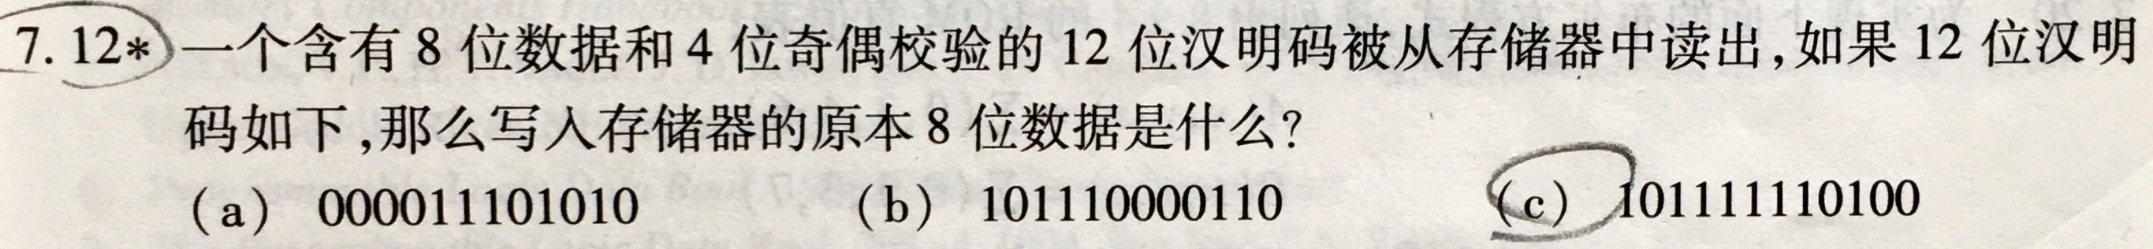 7.12* 一个含有 8 位数据和 4 位奇偶校验的 12 位汉明码被从存储器中读出,如果 12 位汉明
码如下,那么写入存储器的原本 8 位数据是什么?
(a) 000011101010 (b) 101110000110 (c) 101111110100